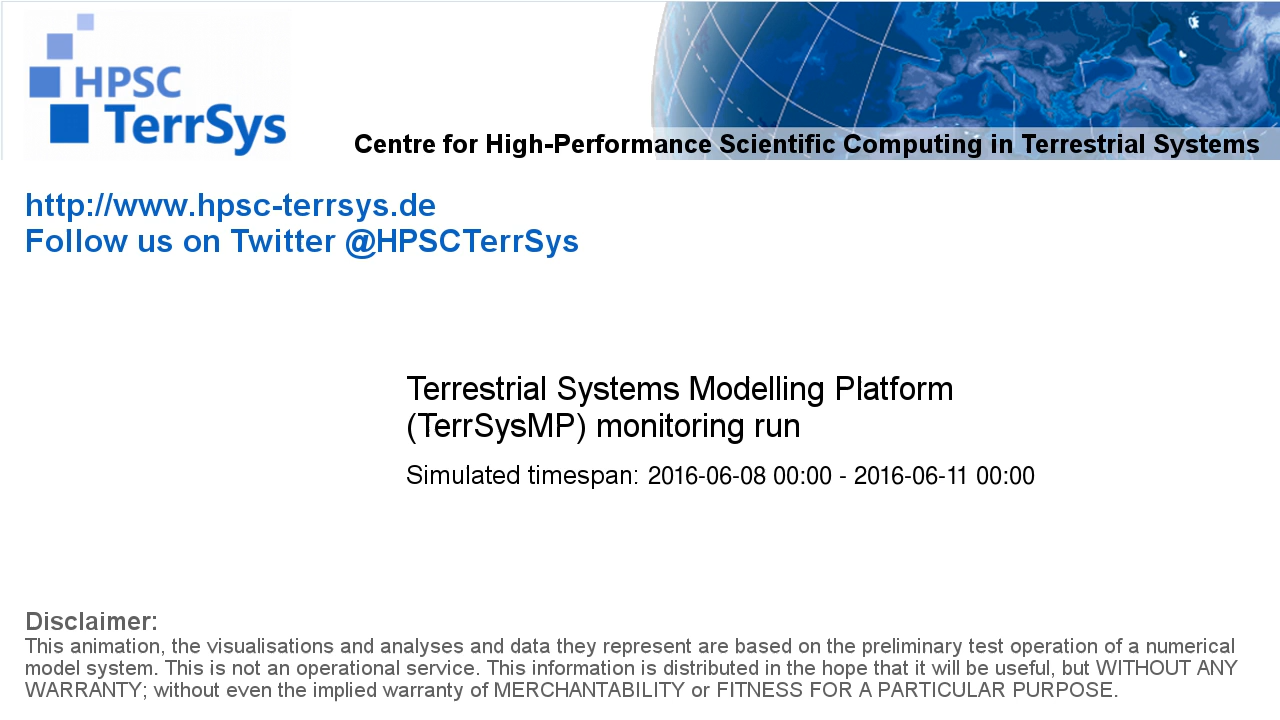 HPSC
TerrSys
Centre for High-Performance Scientific Computing in Terrestrial Systems
http://www.hpsc-terrsys.de
Follow us on Twitter @HPSCTerrSys
Terrestrial Systems Modelling Platform
(TerrSysMP) monitoring run
Simulated timespan: 2016-06-08 00:00 - 2016-06-11 00:00
Disclaimer:
This animation, the visualisations and analyses and data they represent are based on the preliminary test operation of a numerical
model system. This is not an operational service. This information is distributed in the hope that it will be useful, but WITHOUT ANY
WARRANTY; without even the implied warranty of MERCHANTABILITY or FITNESS FOR A PARTICULAR PURPOSE.